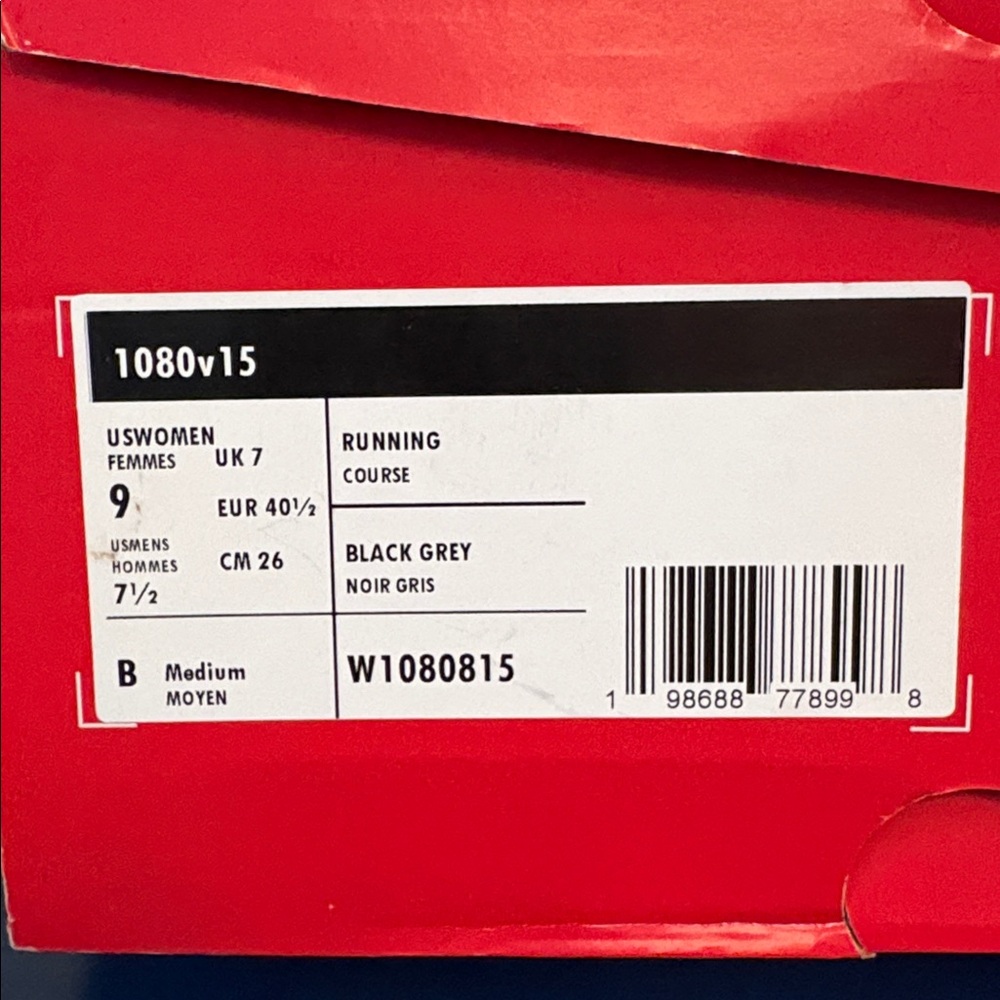 1080v15
USWOMEN
FEMMES
UK 7
9
EUR 40½
USMENS
HOMMES
CM 26
7½
RUNNING
COURSE
BLACK GREY
NOIR GRIS
B Medium
MOYEN
W1080815
1 98688 77899 8